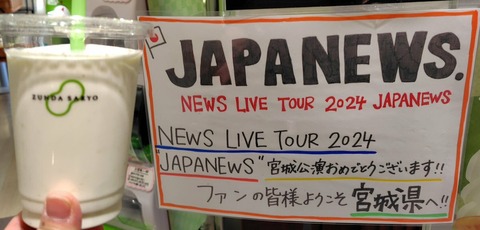 ZUNDA SARYO
JAPANEWS.
NEWS LIVE TOUR 2024 JAPANEWS
NEWS LIVE TOUR 2024
"JAPANEWS" 宮城公演おめでとうございます!!
ファンの皆様ようこそ 宮城県へ!!